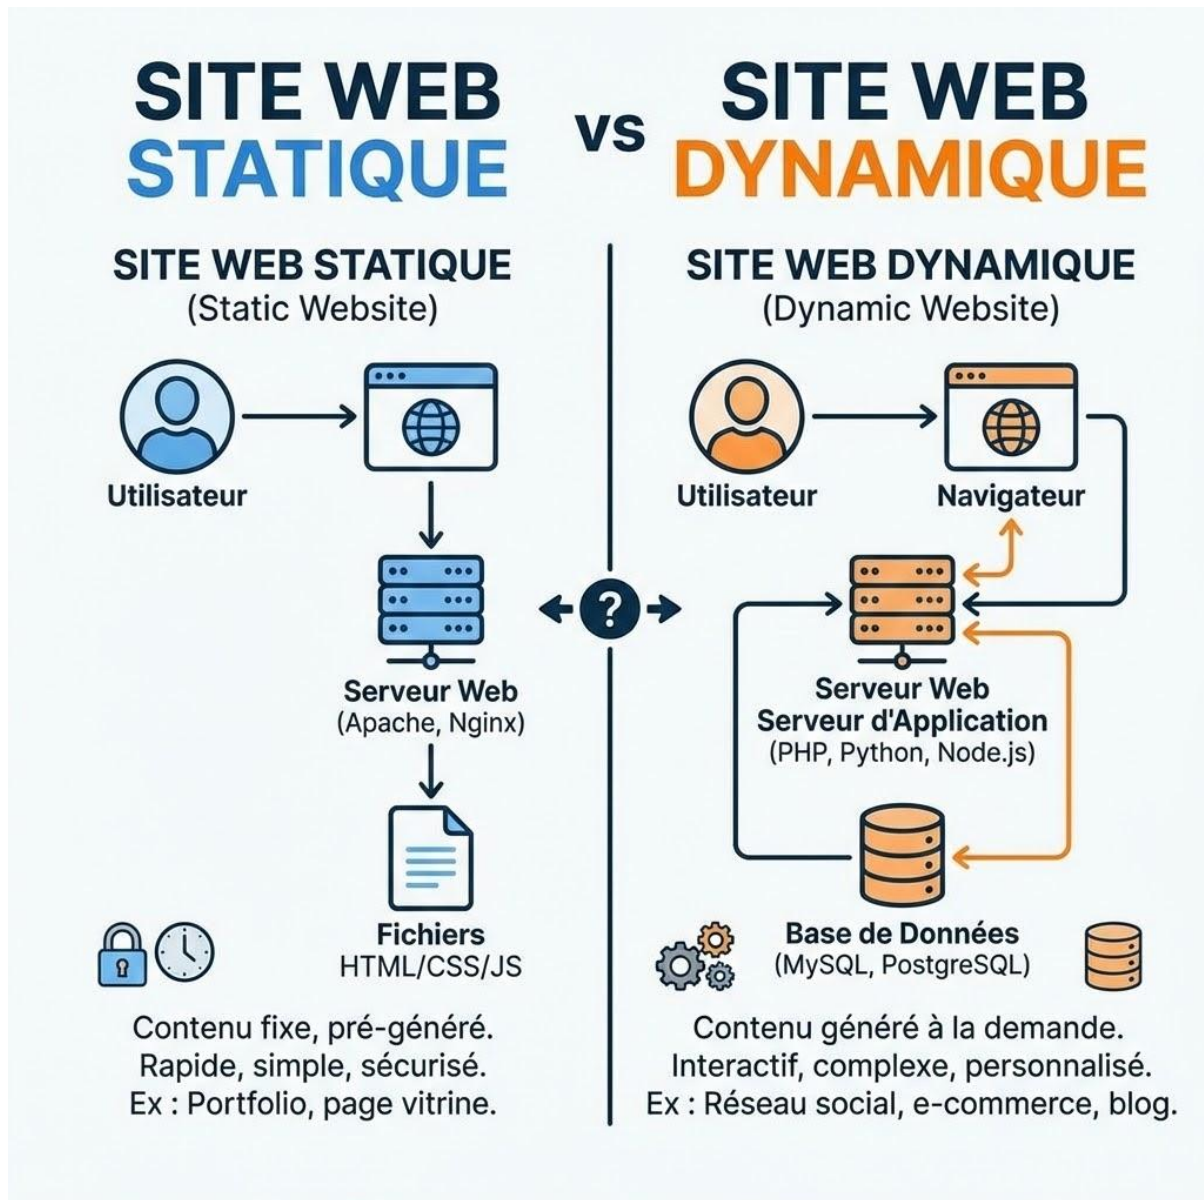 SITE WEB
STATIQUE
vs
SITE WEB
DYNAMIQUE
SITE WEB STATIQUE
(Static Website)
Utilisateur
Serveur Web
(Apache, Nginx)
Fichiers
HTML/CSS/JS
Contenu fixe, pré-généré.
Rapide, simple, sécurisé.
Ex : Portfolio, page vitrine.
?
SITE WEB DYNAMIQUE
(Dynamic Website)
Utilisateur
Navigateur
Serveur Web
Serveur d'Application
(PHP, Python, Node.js)
Base de Données
(MySQL, PostgreSQL)
Contenu généré à la demande.
Interactif, complexe, personnalisé.
Ex : Réseau social, e-commerce, blog.